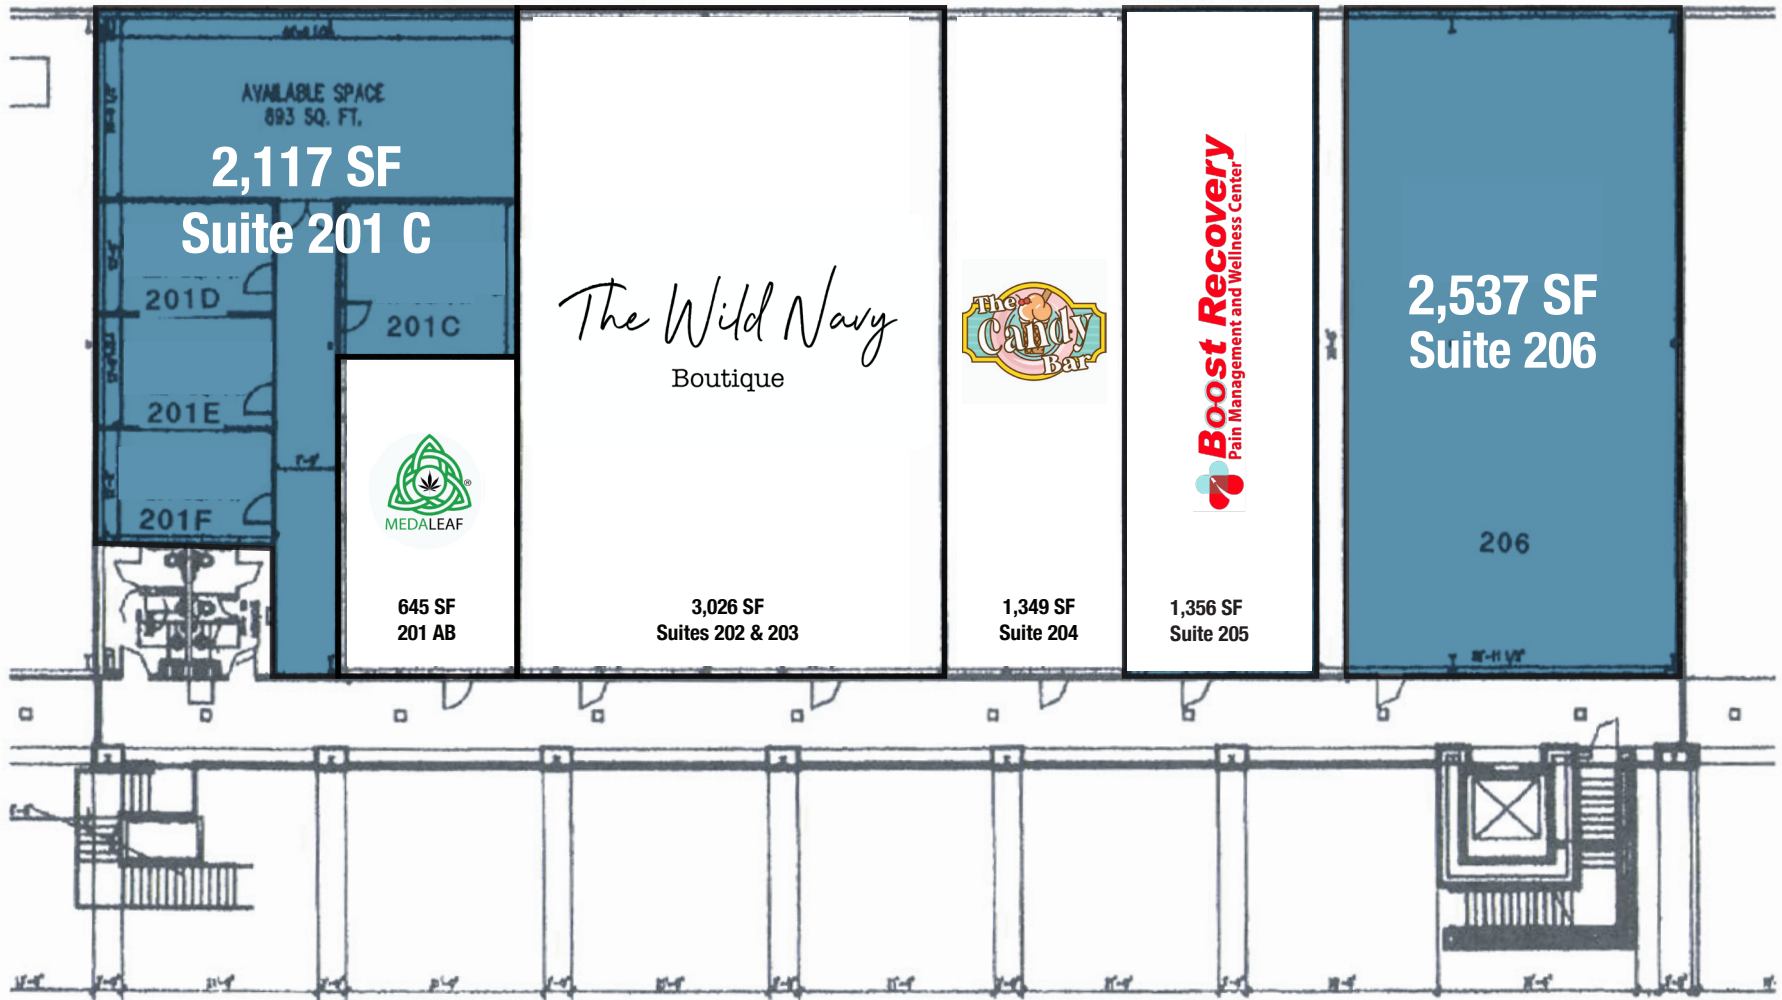 AVAILABLE SPACE
893 SQ. FT.
2,117 SF
Suite 201 C
201D
201C
201E
201F
MEDALEAF
®
645 SF
201 AB
The Wild Navy
Boutique
3,026 SF
Suites 202 & 203
The
Candy
Bar
1,349 SF
Suite 204
Boost Recovery
Pain Management and Wellness Center
1,356 SF
Suite 205
2,537 SF
Suite 206
206